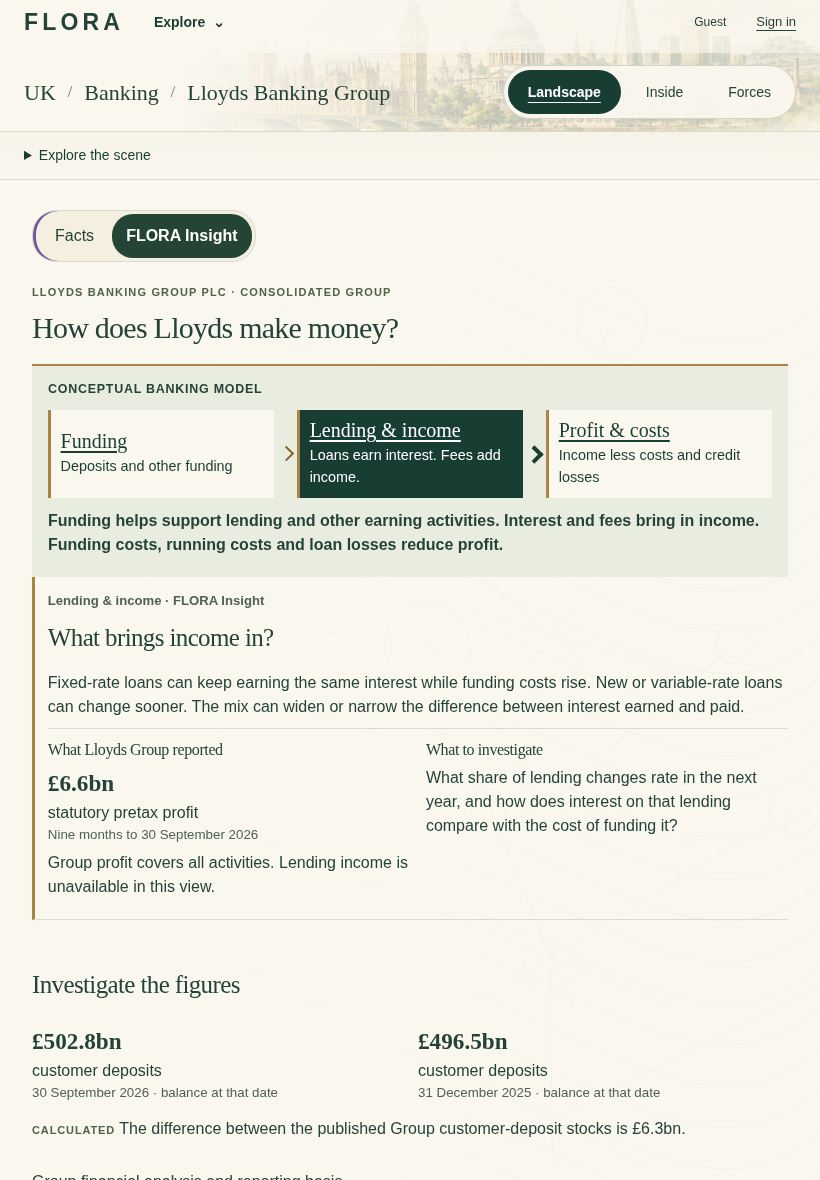 FLORA
Explore
Guest
Sign in
UK / Banking / Lloyds Banking Group
Landscape
Inside
Forces
Explore the scene
Facts
FLORA Insight
LLOYDS BANKING GROUP PLC · CONSOLIDATED GROUP
How does Lloyds make money?
CONCEPTUAL BANKING MODEL
Funding
Deposits and other funding
Lending & income
Loans earn interest. Fees add
income.
Profit & costs
Income less costs and credit
losses
Funding helps support lending and other earning activities. Interest and fees bring in income.
Funding costs, running costs and loan losses reduce profit.
Lending & income · FLORA Insight
What brings income in?
Fixed-rate loans can keep earning the same interest while funding costs rise. New or variable-rate loans
can change sooner. The mix can widen or narrow the difference between interest earned and paid.
What Lloyds Group reported
£6.6bn
statutory pretax profit
Nine months to 30 September 2026
Group profit covers all activities. Lending income is
unavailable in this view.
What to investigate
What share of lending changes rate in the next
year, and how does interest on that lending
compare with the cost of funding it?
Investigate the figures
£502.8bn
customer deposits
30 September 2026 · balance at that date
£496.5bn
customer deposits
31 December 2025 · balance at that date
CALCULATED The difference between the published Group customer-deposit stocks is £6.3bn.
Group financial analysis and reporting basis